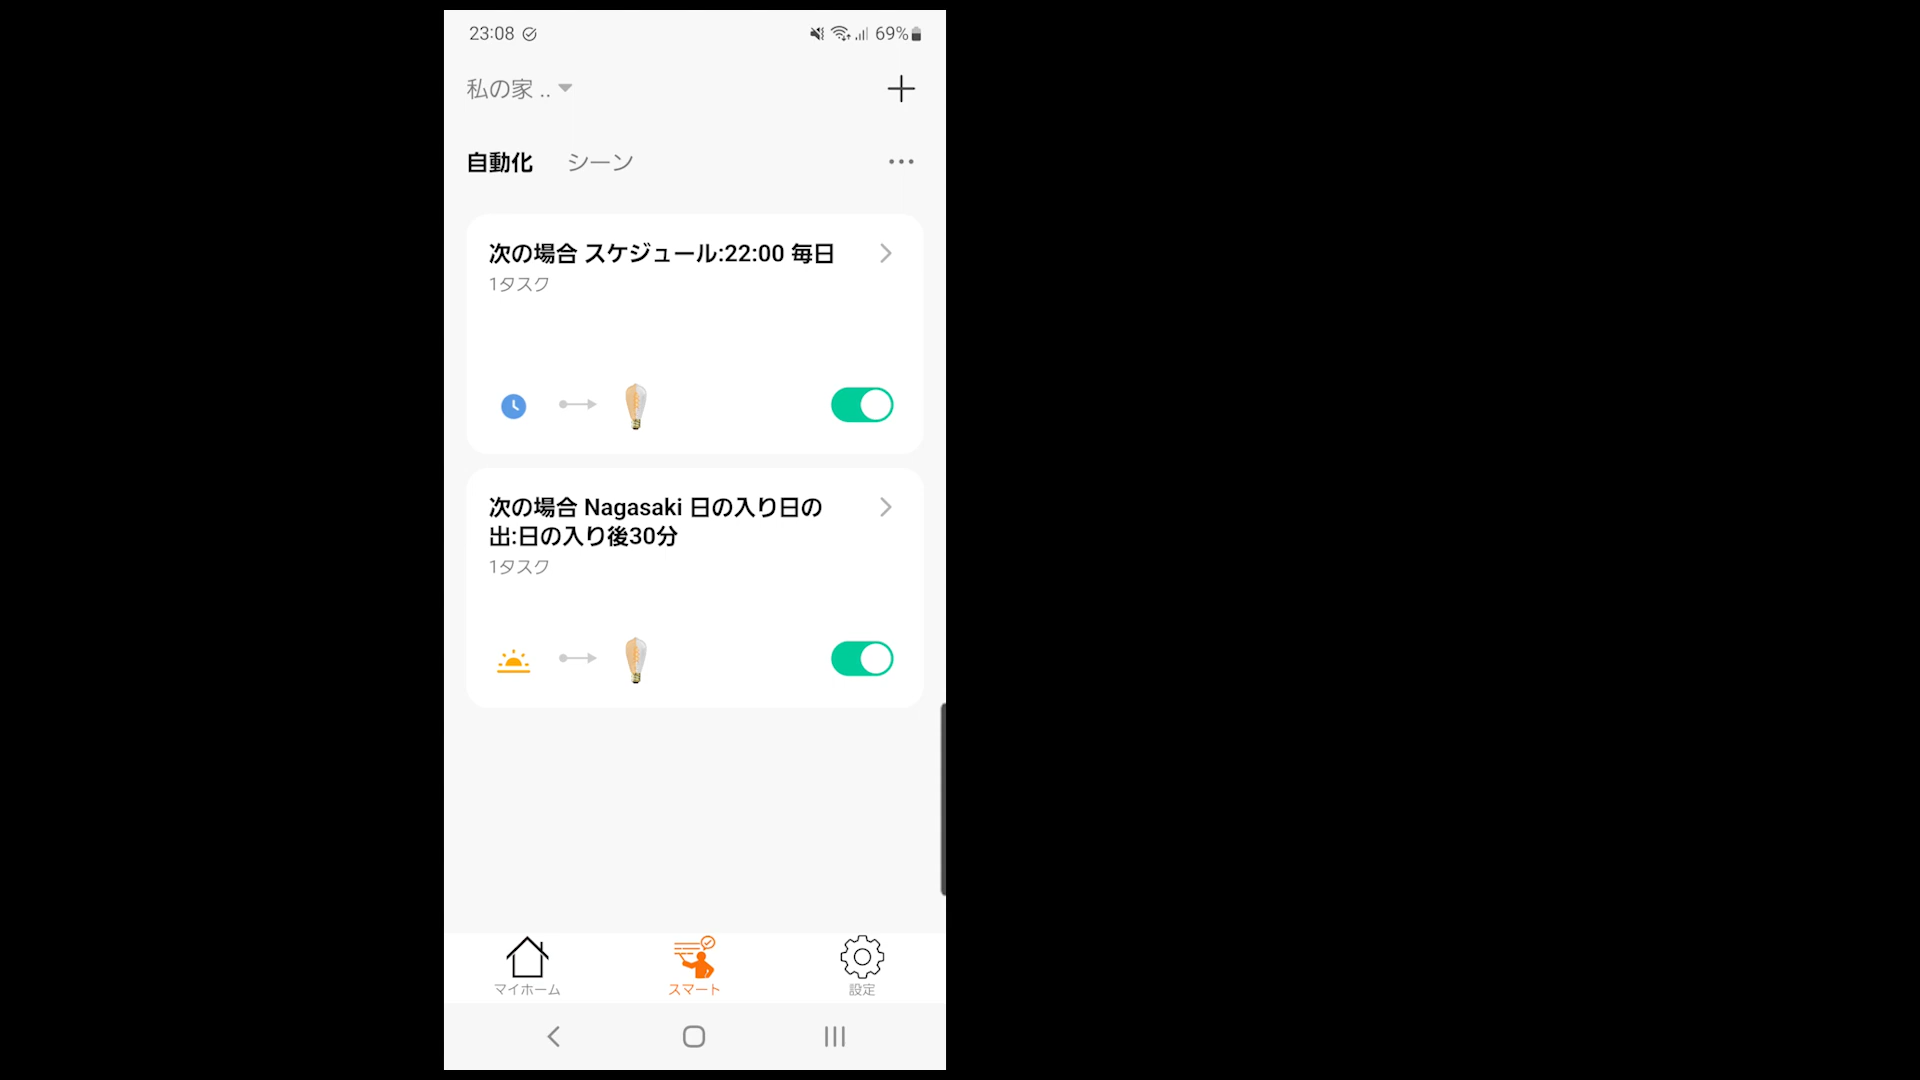 23:08
69%
私の家 ..
自動化 シーン
次の場合 スケジュール:22:00 毎日
1タスク
次の場合 Nagasaki 日の入り日の
出:日の入り後30分
1タスク
マイホーム スマート 設定